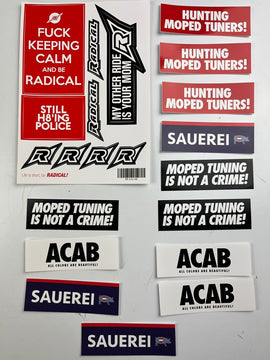 FUCK
KEEPING
CALM
AND BE
RADICAL
STILL
H8'ING
POLICE
RADICAL
RADICAL
MY OTHER RIDE
IS YOUR MOM
R
R R R R
Life is short, be RADICAL!
HUNTING
MOPED TUNERS!
HUNTING
MOPED TUNERS!
HUNTING
MOPED TUNERS!
SAUEREI
MOPED TUNING
IS NOT A CRIME!
MOPED TUNING
IS NOT A CRIME!
MOPED TUNING
IS NOT A CRIME!
ACAB
ALL COLORS ARE BEAUTIFUL!
ACAB
ALL COLORS ARE BEAUTIFUL!
ACAB
ALL COLORS ARE BEAUTIFUL!
SAUEREI
SAUEREI